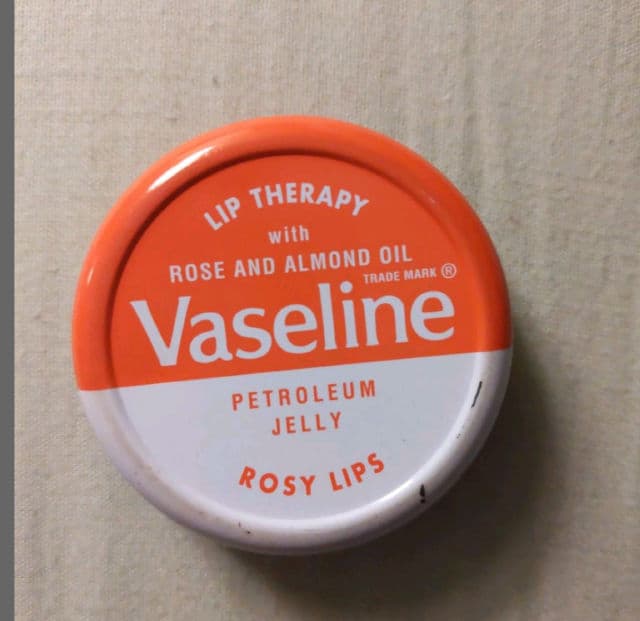 LIP THERAPY
with
ROSE AND ALMOND OIL
TRADE MARK ®
Vaseline
PETROLEUM
JELLY
ROSY LIPS